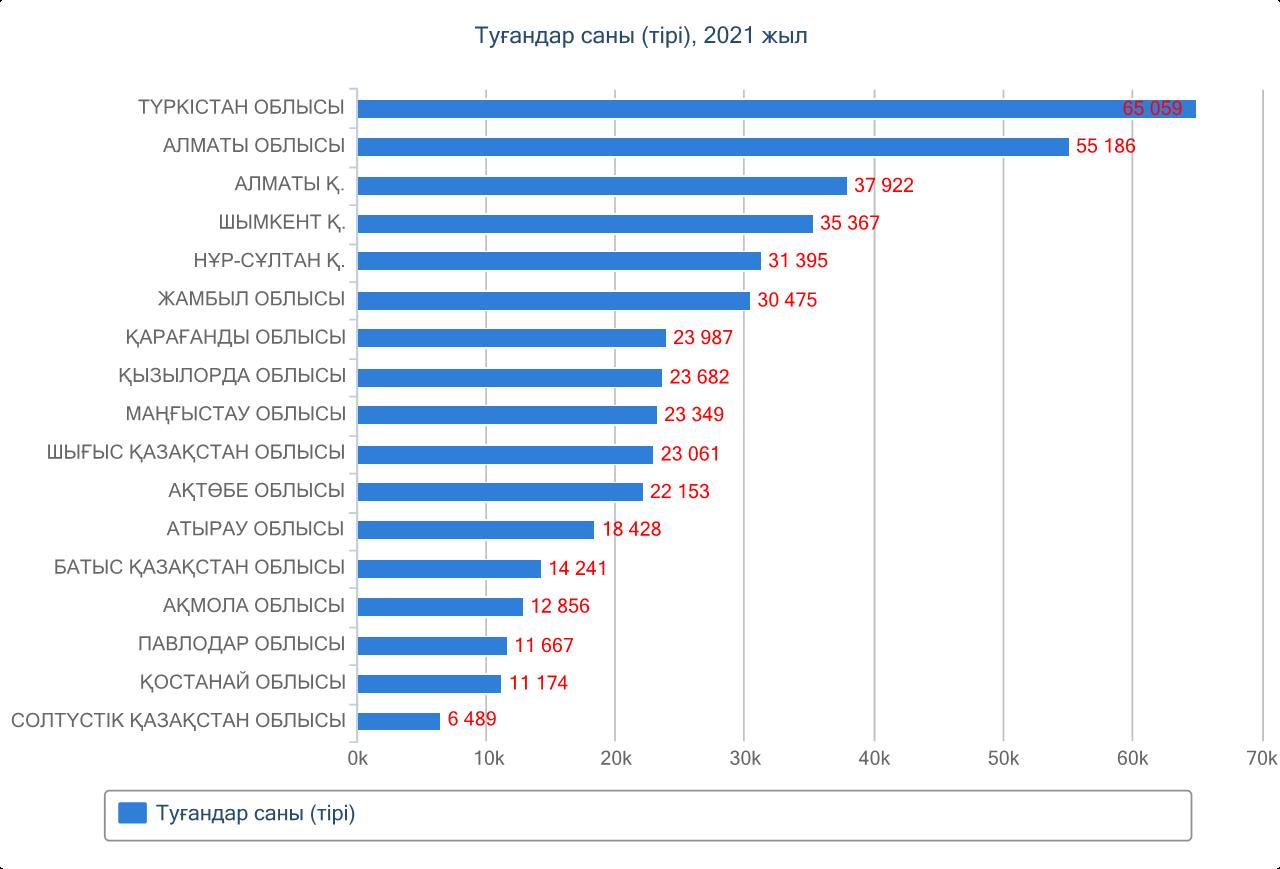 Туғандар саны (тірі), 2021 жыл
ТҮРКІСТАН ОБЛЫСЫ 65 059
АЛМАТЫ ОБЛЫСЫ 55 186
АЛМАТЫ Қ. 37 922
ШЫМКЕНТ Қ. 35 367
НҰР-СҰЛТАН Қ. 31 395
ЖАМБЫЛ ОБЛЫСЫ 30 475
ҚАРАҒАНДЫ ОБЛЫСЫ 23 987
ҚЫЗЫЛОРДА ОБЛЫСЫ 23 682
МАҢҒЫСТАУ ОБЛЫСЫ 23 349
ШЫҒЫС ҚАЗАҚСТАН ОБЛЫСЫ 23 061
АҚТӨБЕ ОБЛЫСЫ 22 153
АТЫРАУ ОБЛЫСЫ 18 428
БАТЫС ҚАЗАҚСТАН ОБЛЫСЫ 14 241
АҚМОЛА ОБЛЫСЫ 12 856
ПАВЛОДАР ОБЛЫСЫ 11 667
ҚОСТАНАЙ ОБЛЫСЫ 11 174
СОЛТҮСТІК ҚАЗАҚСТАН ОБЛЫСЫ 6 489
0k 10k 20k 30k 40k 50k 60k 70k
Туғандар саны (тірі)